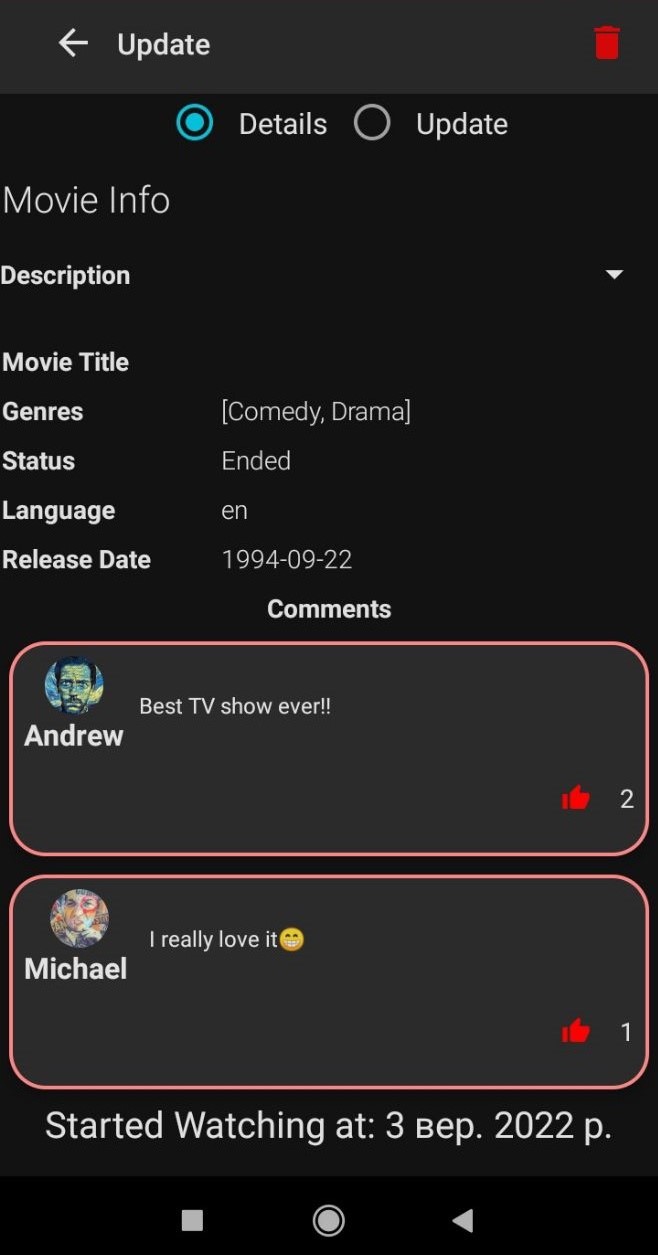 Update
Details Update
Movie Info
Description
Movie Title
Genres [Comedy, Drama]
Status Ended
Language en
Release Date 1994-09-22
Comments
Best TV show ever!!
Andrew
2
I really love it😁
Michael
1
Started Watching at: 3 вер. 2022 р.